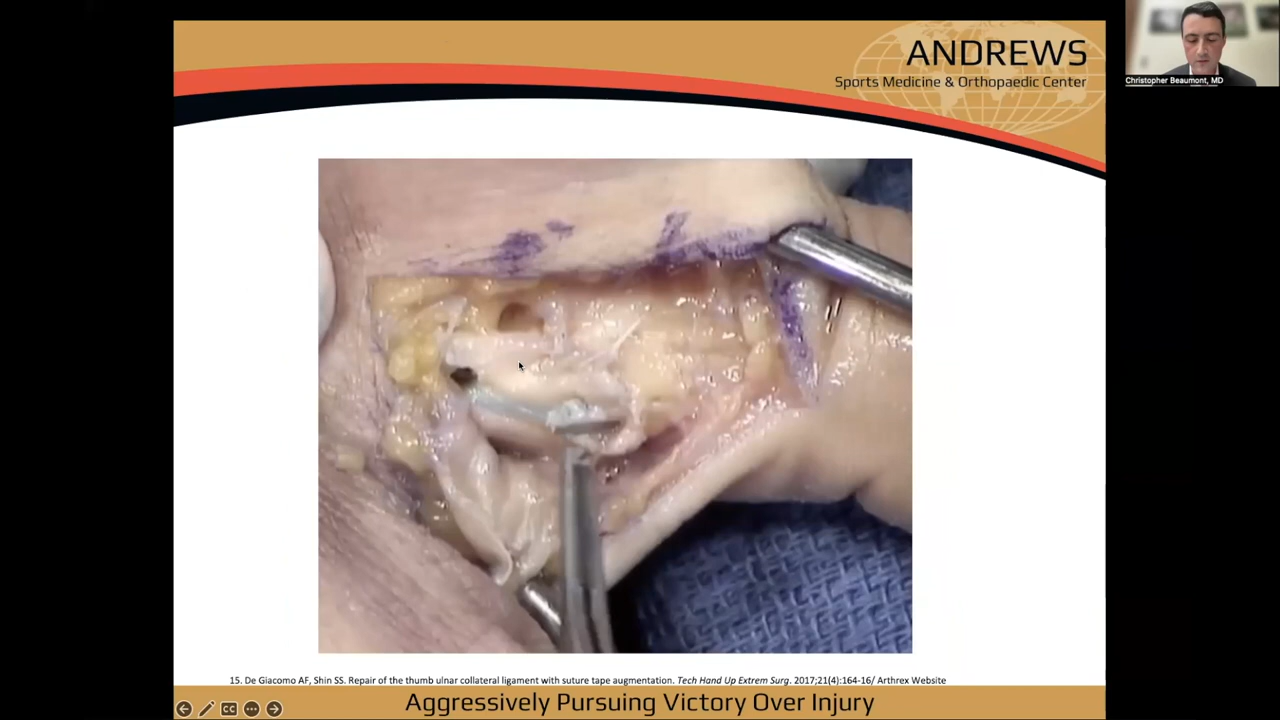 ANDREWS
Sports Medicine & Orthopaedic Center
Christopher Beaumont, MD
15. De Giacomo AF, Shin SS. Repair of the thumb ulnar collateral ligament with suture tape augmentation. Tech Hand Up Extrem Surg. 2017;21(4):164-16/ Arthrex Website
Aggressively Pursuing Victory Over Injury
CC